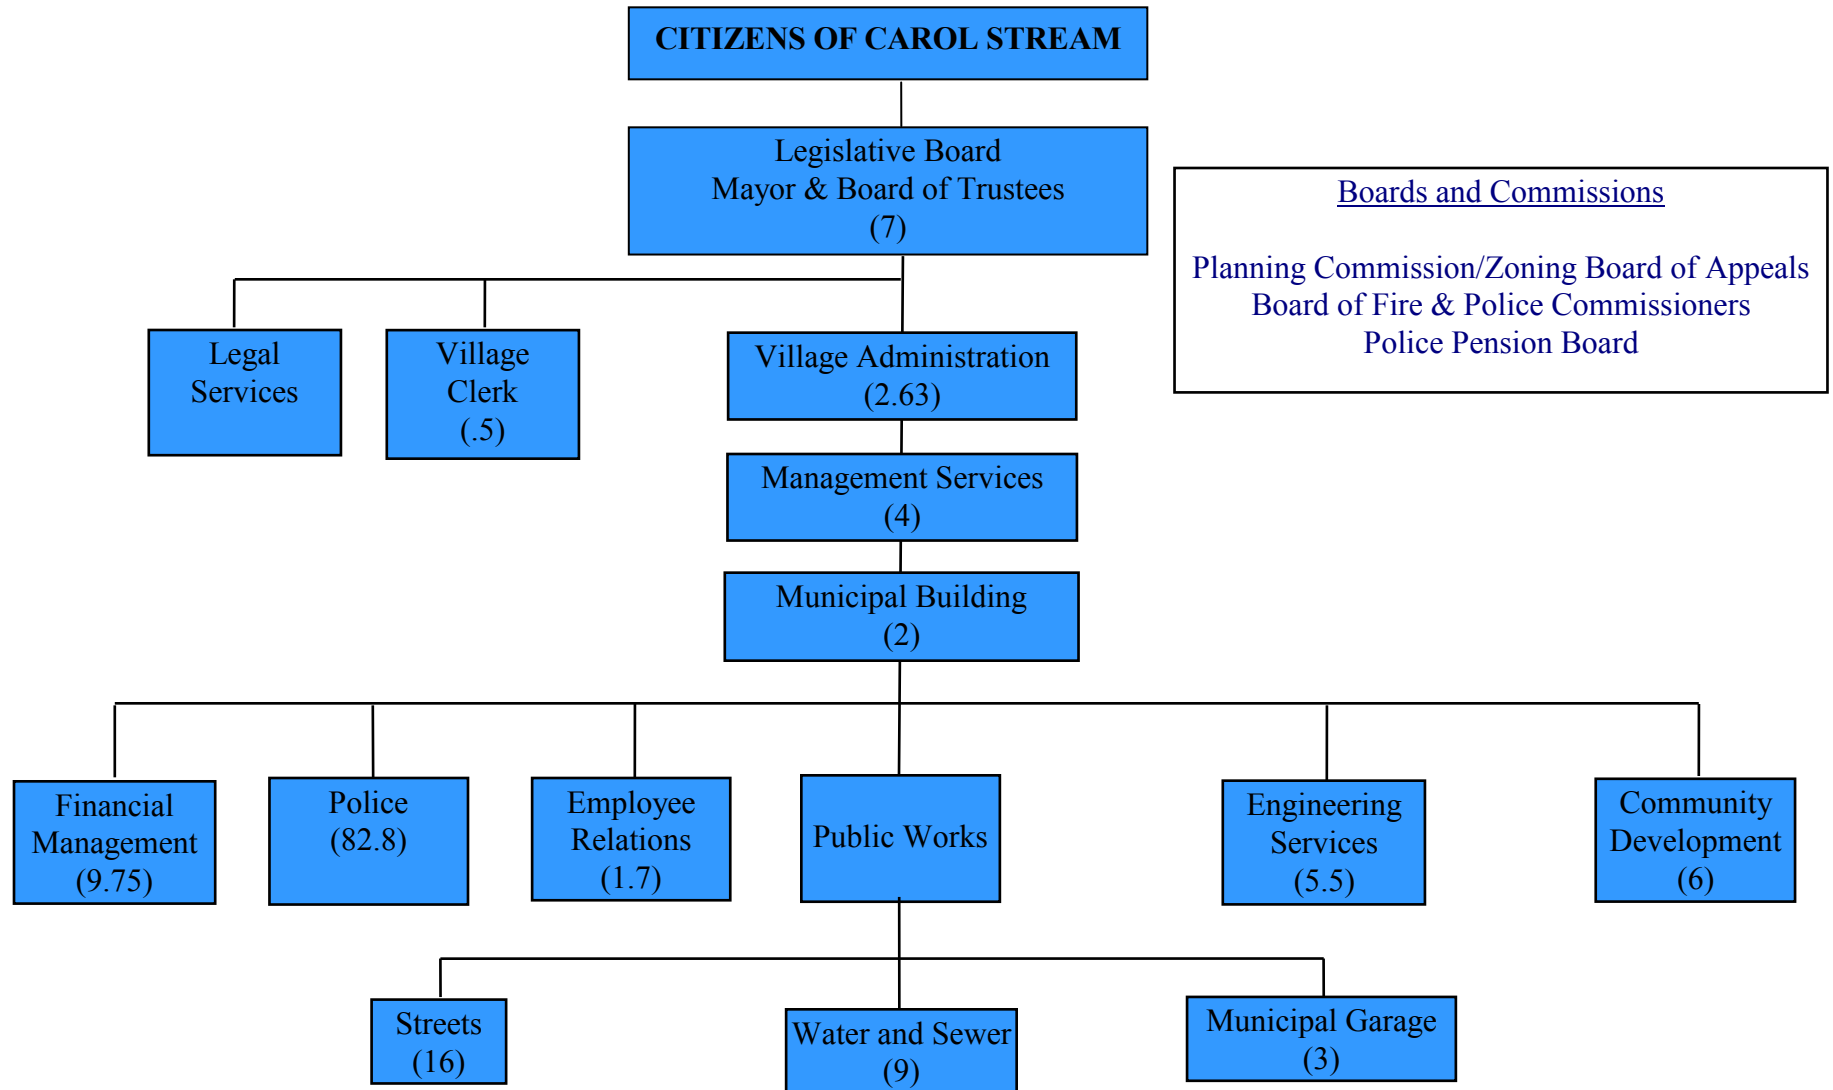 CITIZENS OF CAROL STREAM
Legislative Board
Mayor & Board of Trustees
(7)
Boards and Commissions
Planning Commission/Zoning Board of Appeals
Board of Fire & Police Commissioners
Police Pension Board
Legal
Services
Village
Clerk
(.5)
Village Administration
(2.63)
Management Services
(4)
Municipal Building
(2)
Financial
Management
(9.75)
Police
(82.8)
Employee
Relations
(1.7)
Public Works
Engineering
Services
(5.5)
Community
Development
(6)
Streets
(16)
Water and Sewer
(9)
Municipal Garage
(3)